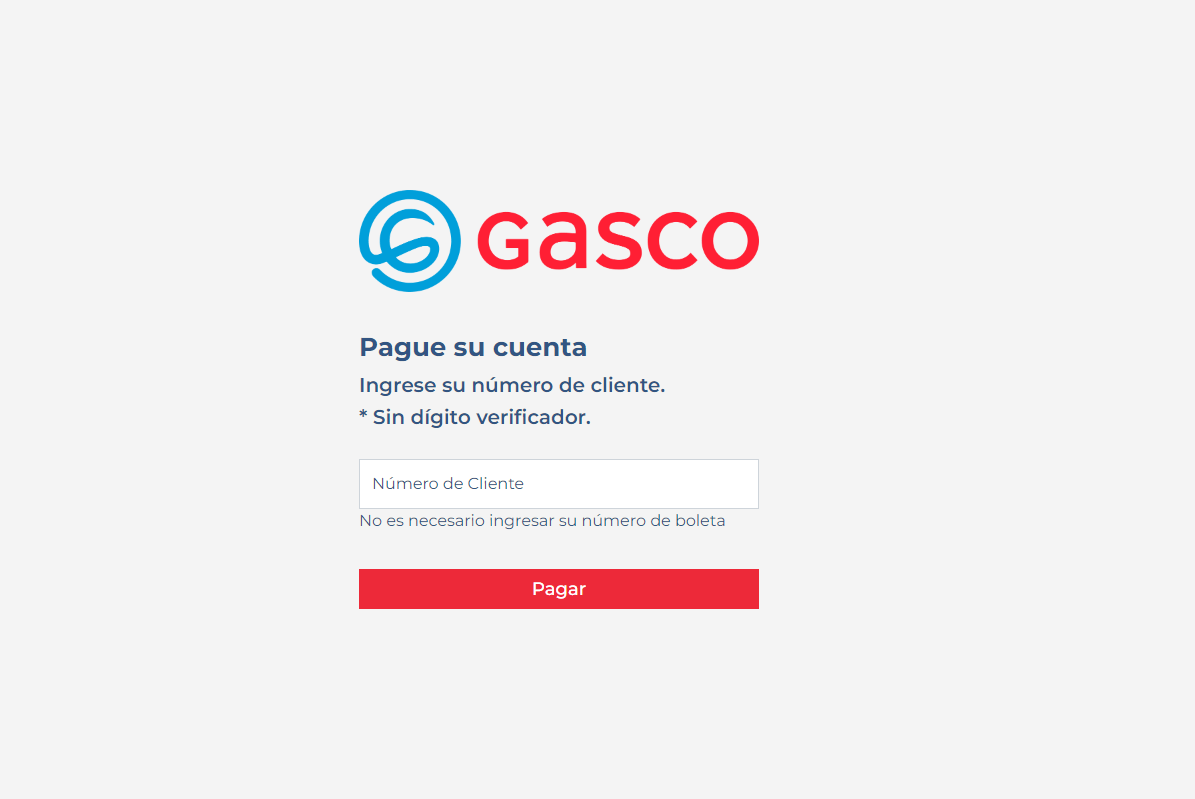 GASCO
Pague su cuenta
Ingrese su número de cliente.
* Sin dígito verificador.
Número de Cliente
No es necesario ingresar su número de boleta
Pagar